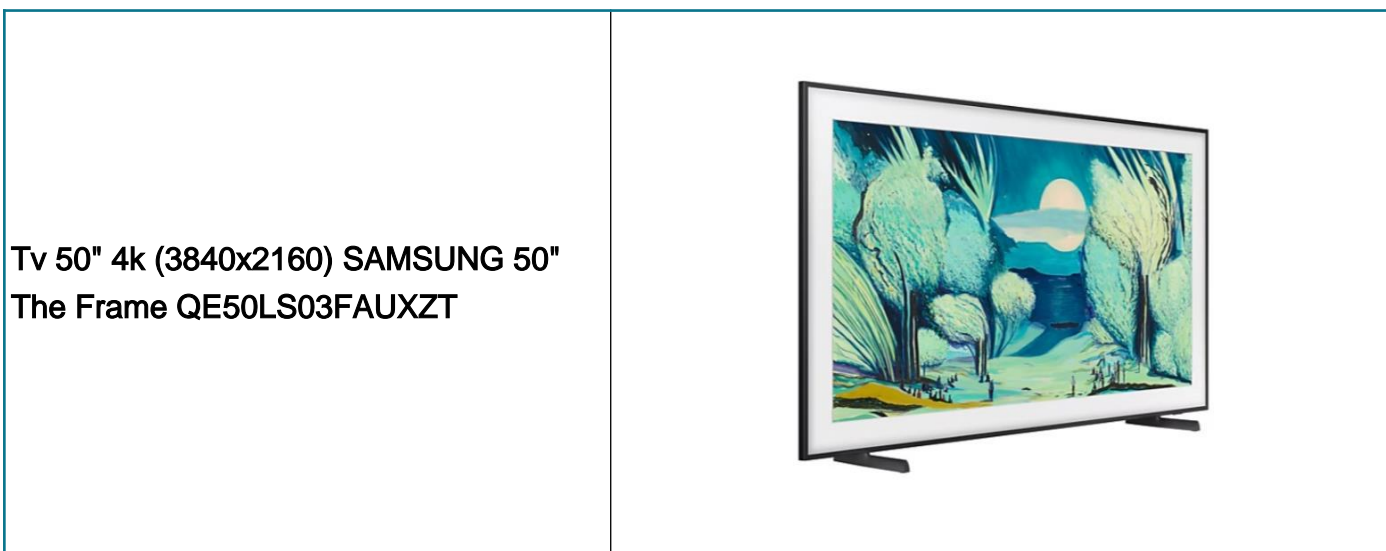 Tv 50" 4k (3840x2160) SAMSUNG 50"
The Frame QE50LS03FAUXZT